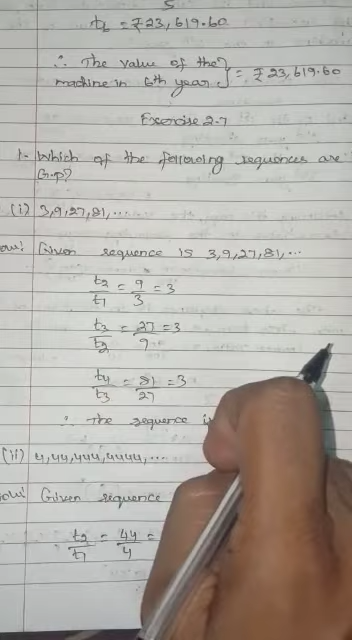 5
t₆ = ₹23,619.60
∴ The value of the
machine in 6th year } = ₹23,619.60
Exercise 2.7
1. Which of the following sequences are
G.p?
(i) 3,9,27,81,...
Given sequence is 3,9,27,81,...
t₂/t₁ = 9/3 = 3
t₃/t₂ = 27/9 = 3
t₄/t₃ = 81/27 = 3
∴ The sequence
(ii) 4,44,444,4444,...
Given sequence
t₂/t₁ = 44/4 =